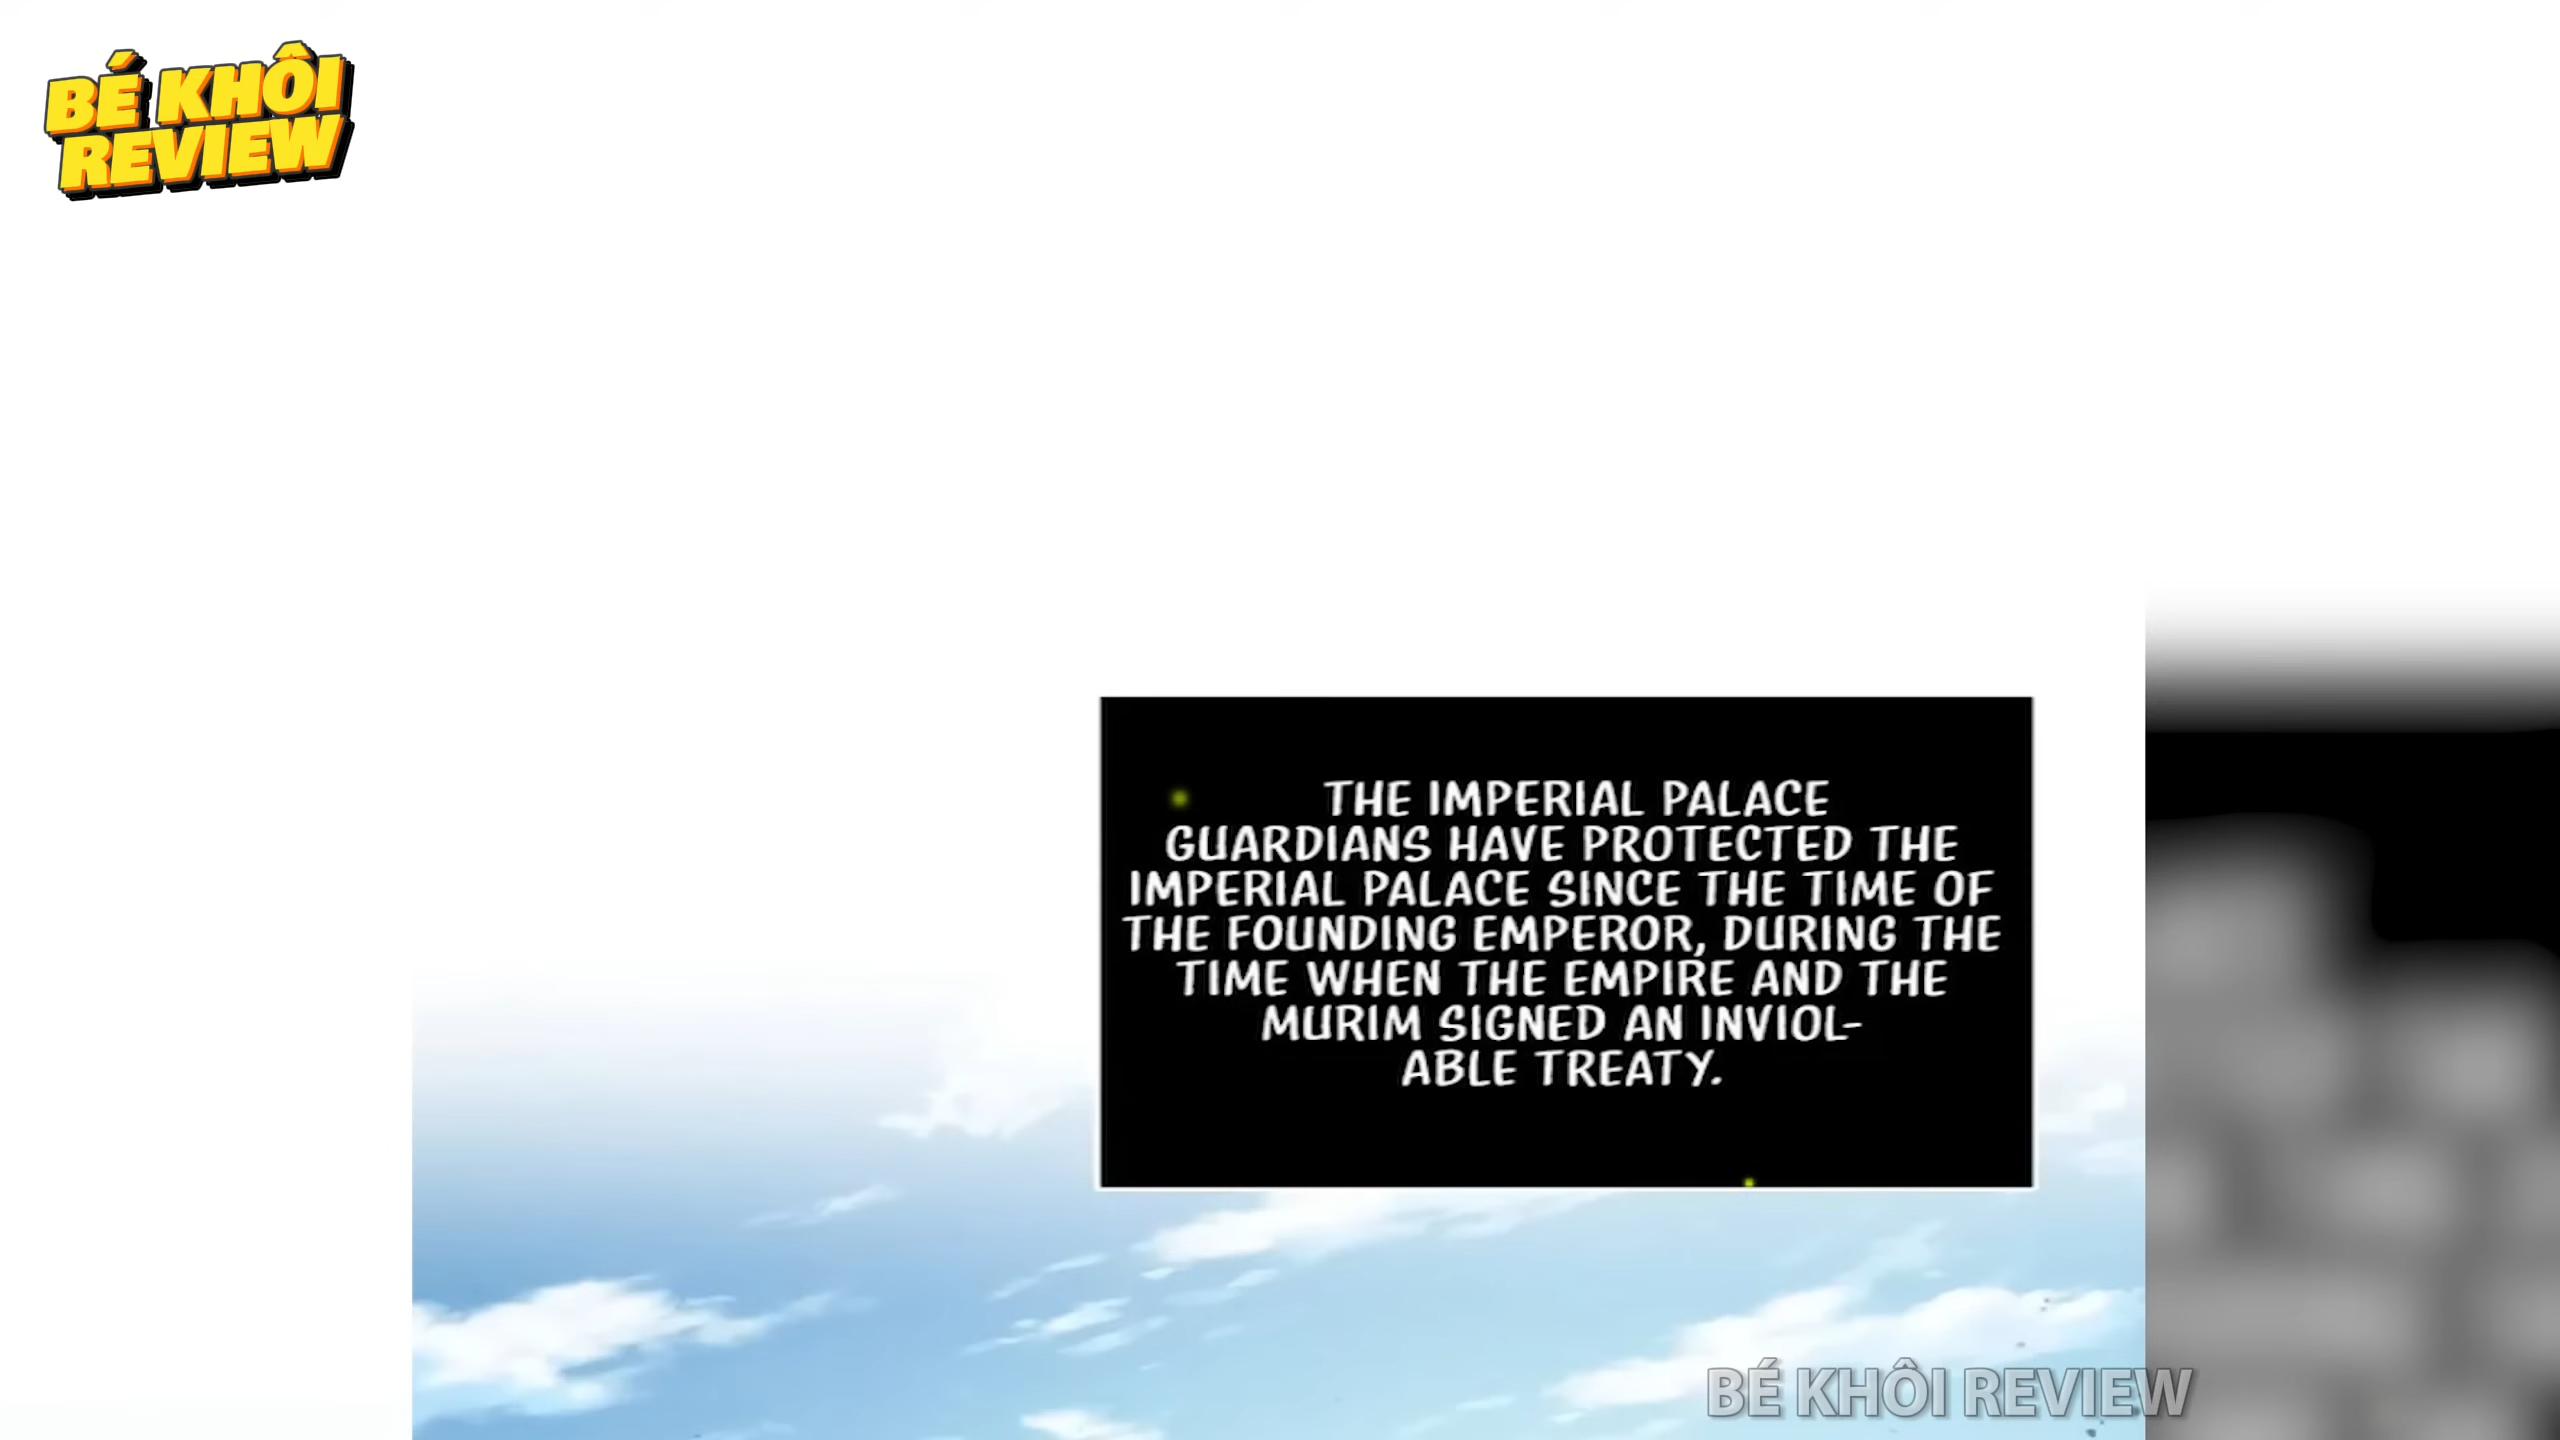 BÉ KHÔI
REVIEW
THE IMPERIAL PALACE
GUARDIANS HAVE PROTECTED THE
IMPERIAL PALACE SINCE THE TIME OF
THE FOUNDING EMPEROR, DURING THE
TIME WHEN THE EMPIRE AND THE
MURIM SIGNED AN INVIOL-
ABLE TREATY.
BÉ KHÔI REVIEW